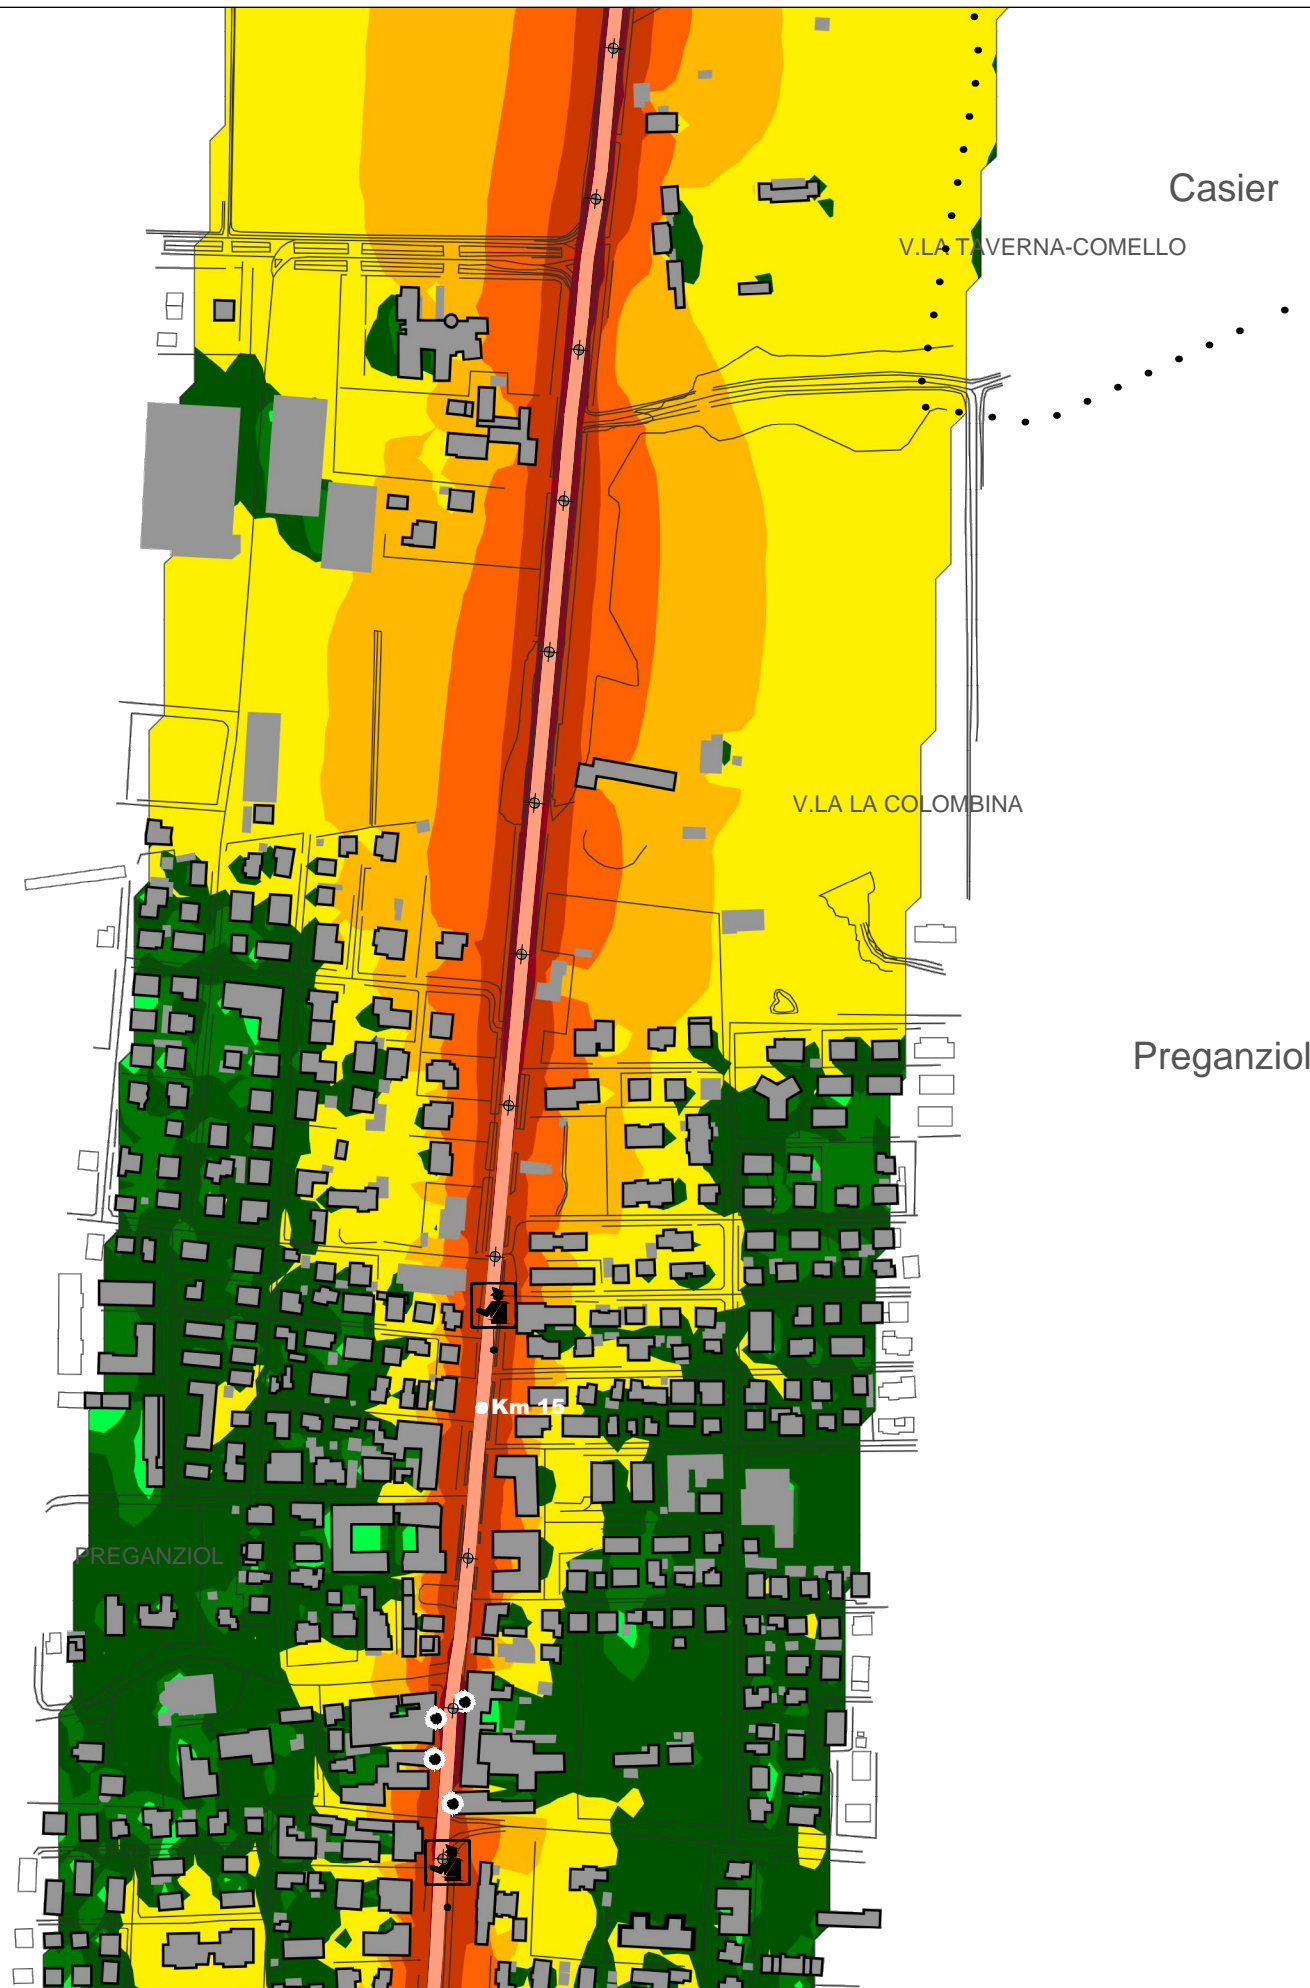 Casier
V.LA TAVERNA-COMELLO
V.LA LA COLOMBINA
Preganziol
Km 15
PREGANZIOL